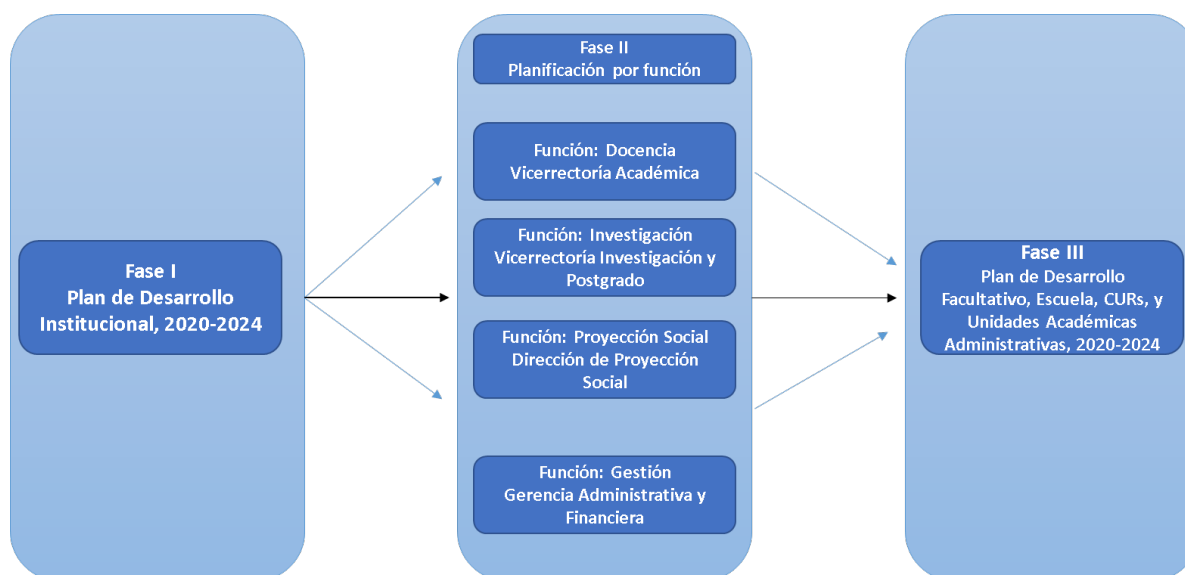 Fase I
Plan de Desarrollo
Institucional, 2020-2024
Fase II
Planificación por función
Función: Docencia
Vicerrectoría Académica
Función: Investigación
Vicerrectoría Investigación y
Postgrado
Función: Proyección Social
Dirección de Proyección
Social
Función: Gestión
Gerencia Administrativa y
Financiera
Fase III
Plan de Desarrollo
Facultativo, Escuela, CURs, y
Unidades Académicas
Administrativas, 2020-2024